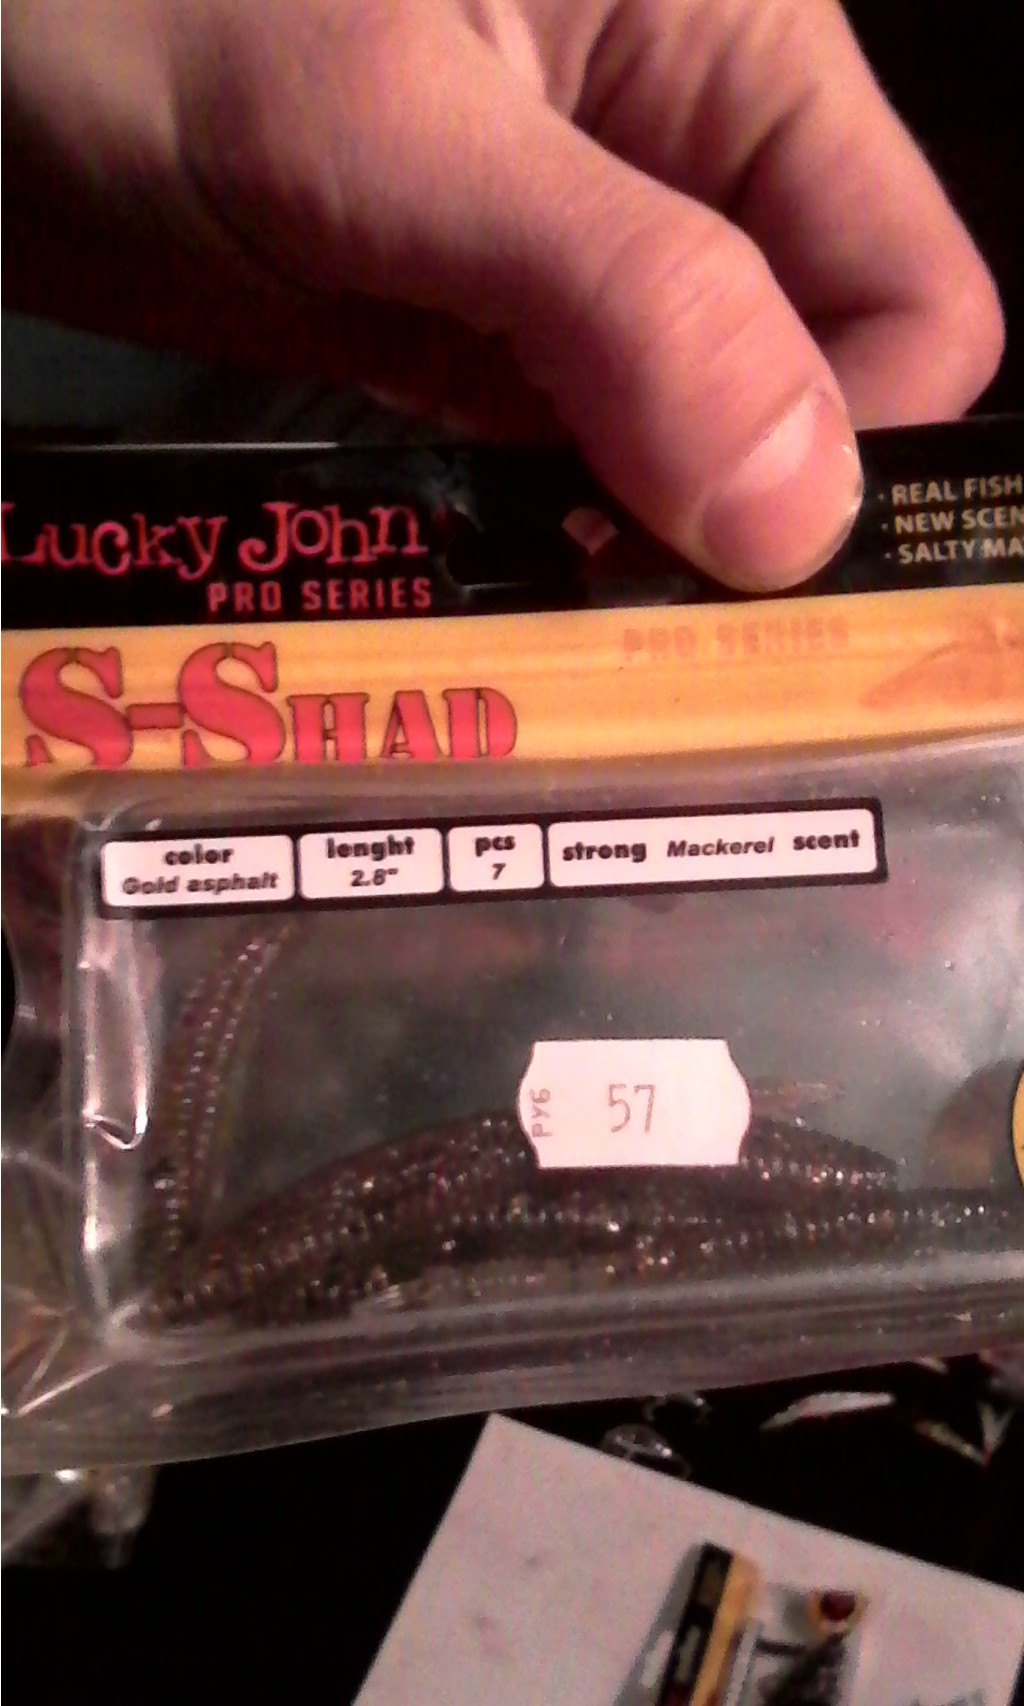 Lucky John
PRO SERIES
· REAL FISH
· NEW SCEN
· SALTY MA
S-SHAD
PRO SERIES
color
Gold asphalt
lenght
2.8"
pcs
7
strong Mackerel scent
РУБ 57